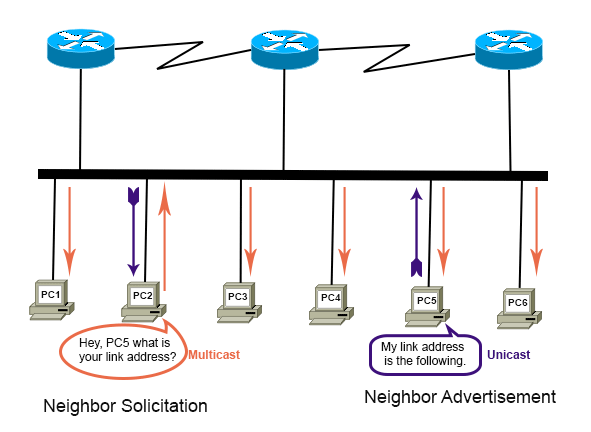 PC1
PC2
PC3
PC4
PC5
PC6
Hey, PC5 what is
your link address?
Multicast
My link address
is the following.
Unicast
Neighbor Solicitation
Neighbor Advertisement